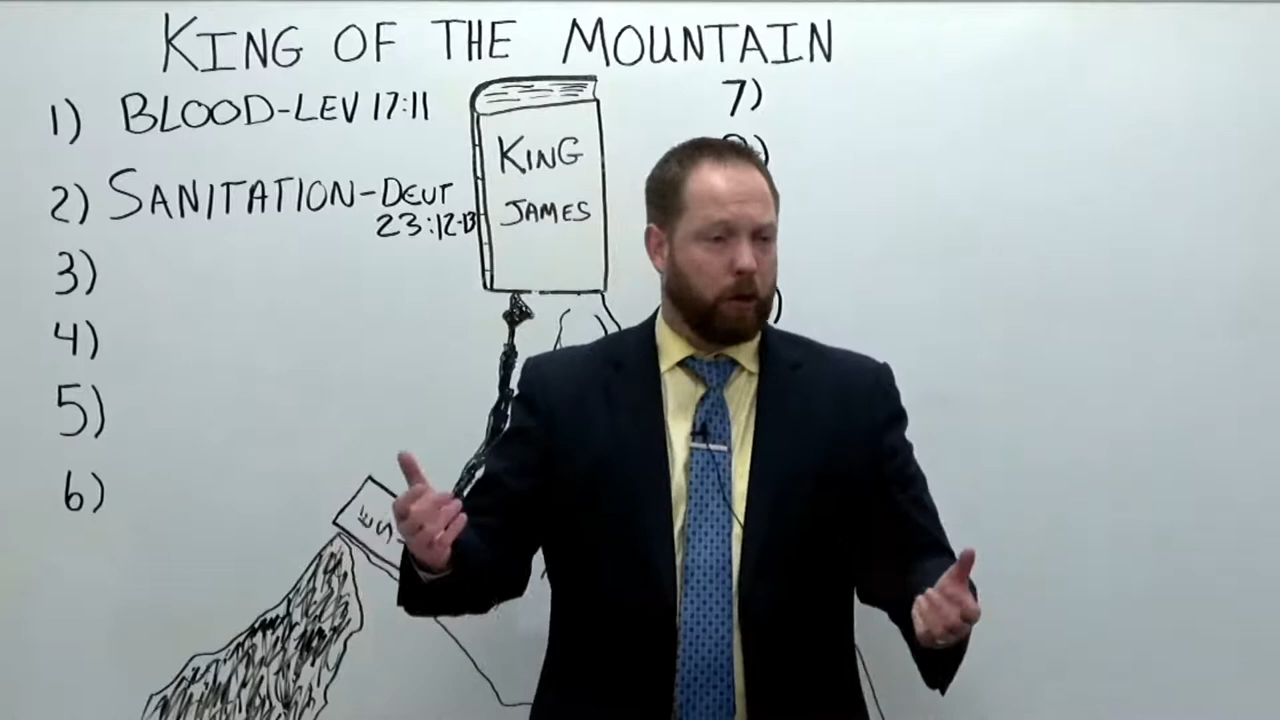 KING OF THE MOUNTAIN
1) BLOOD-LEV 17:11
2) SANITATION-DEUT
23:12-13
3)
4)
5)
6)
KING
JAMES
ES
7)